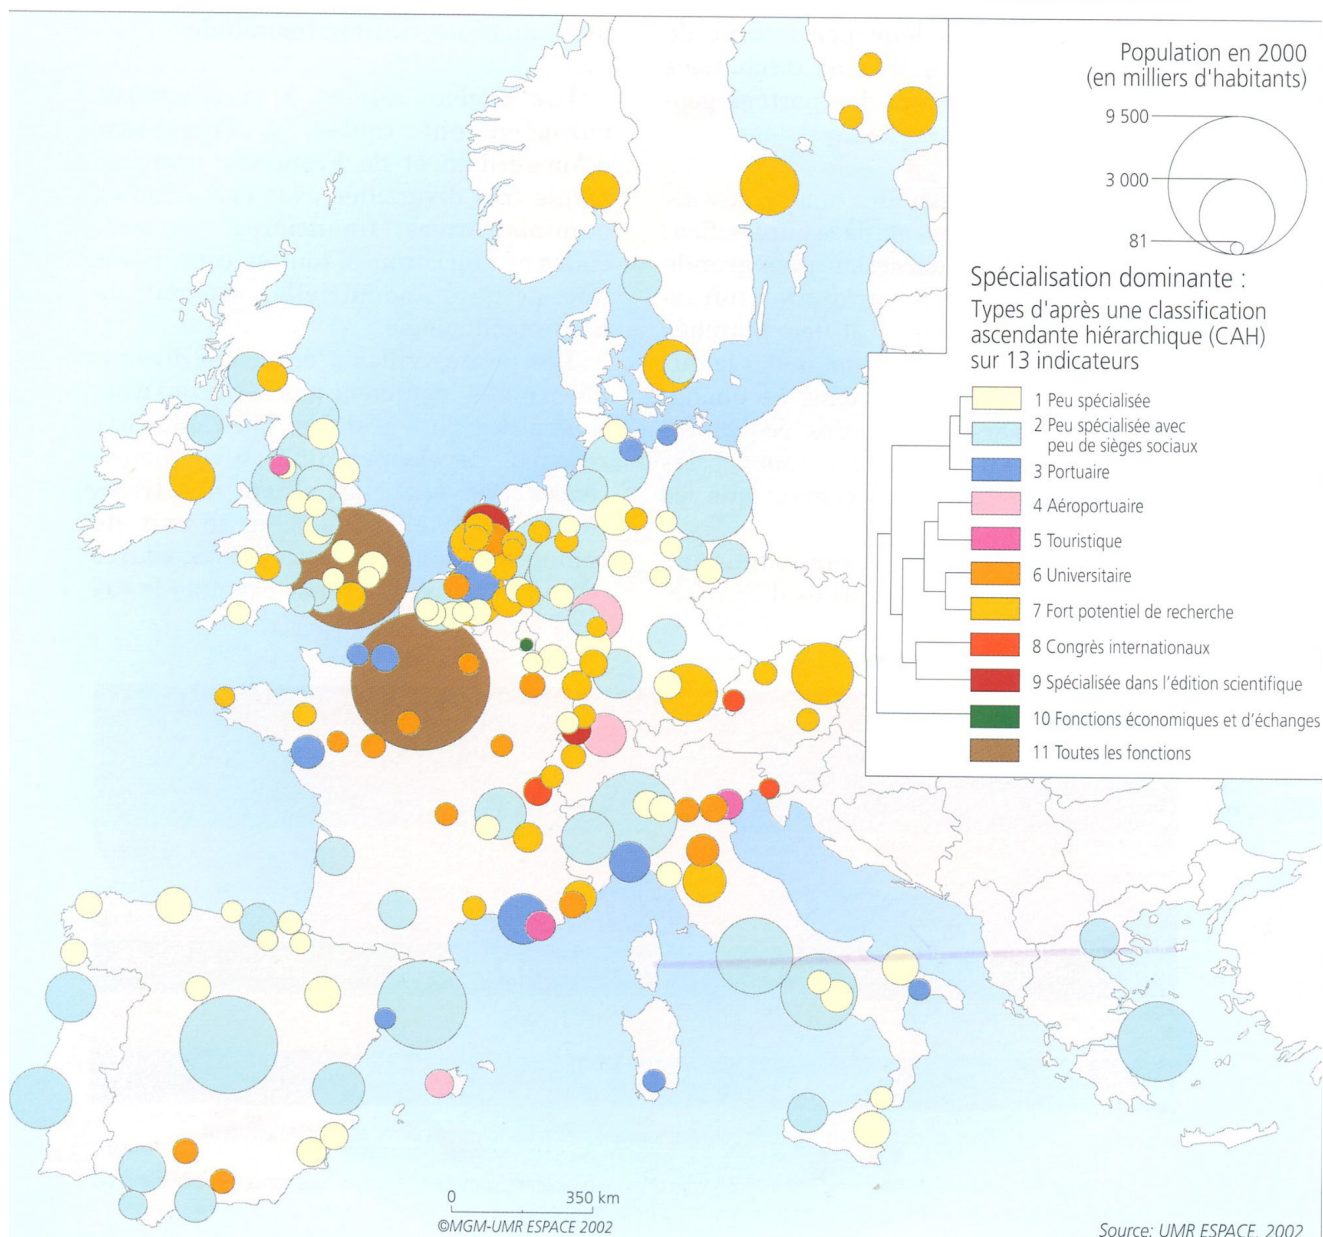 Population en 2000
(en milliers d'habitants)
9 500
3 000
81
Spécialisation dominante :
Types d'après une classification
ascendante hiérarchique (CAH)
sur 13 indicateurs
1 Peu spécialisée
2 Peu spécialisée avec
peu de sièges sociaux
3 Portuaire
4 Aéroportuaire
5 Touristique
6 Universitaire
7 Fort potentiel de recherche
8 Congrès internationaux
9 Spécialisée dans l'édition scientifique
10 Fonctions économiques et d'échanges
11 Toutes les fonctions
0 350 km
©MGM-UMR ESPACE 2002
Source: UMR ESPACE, 2002